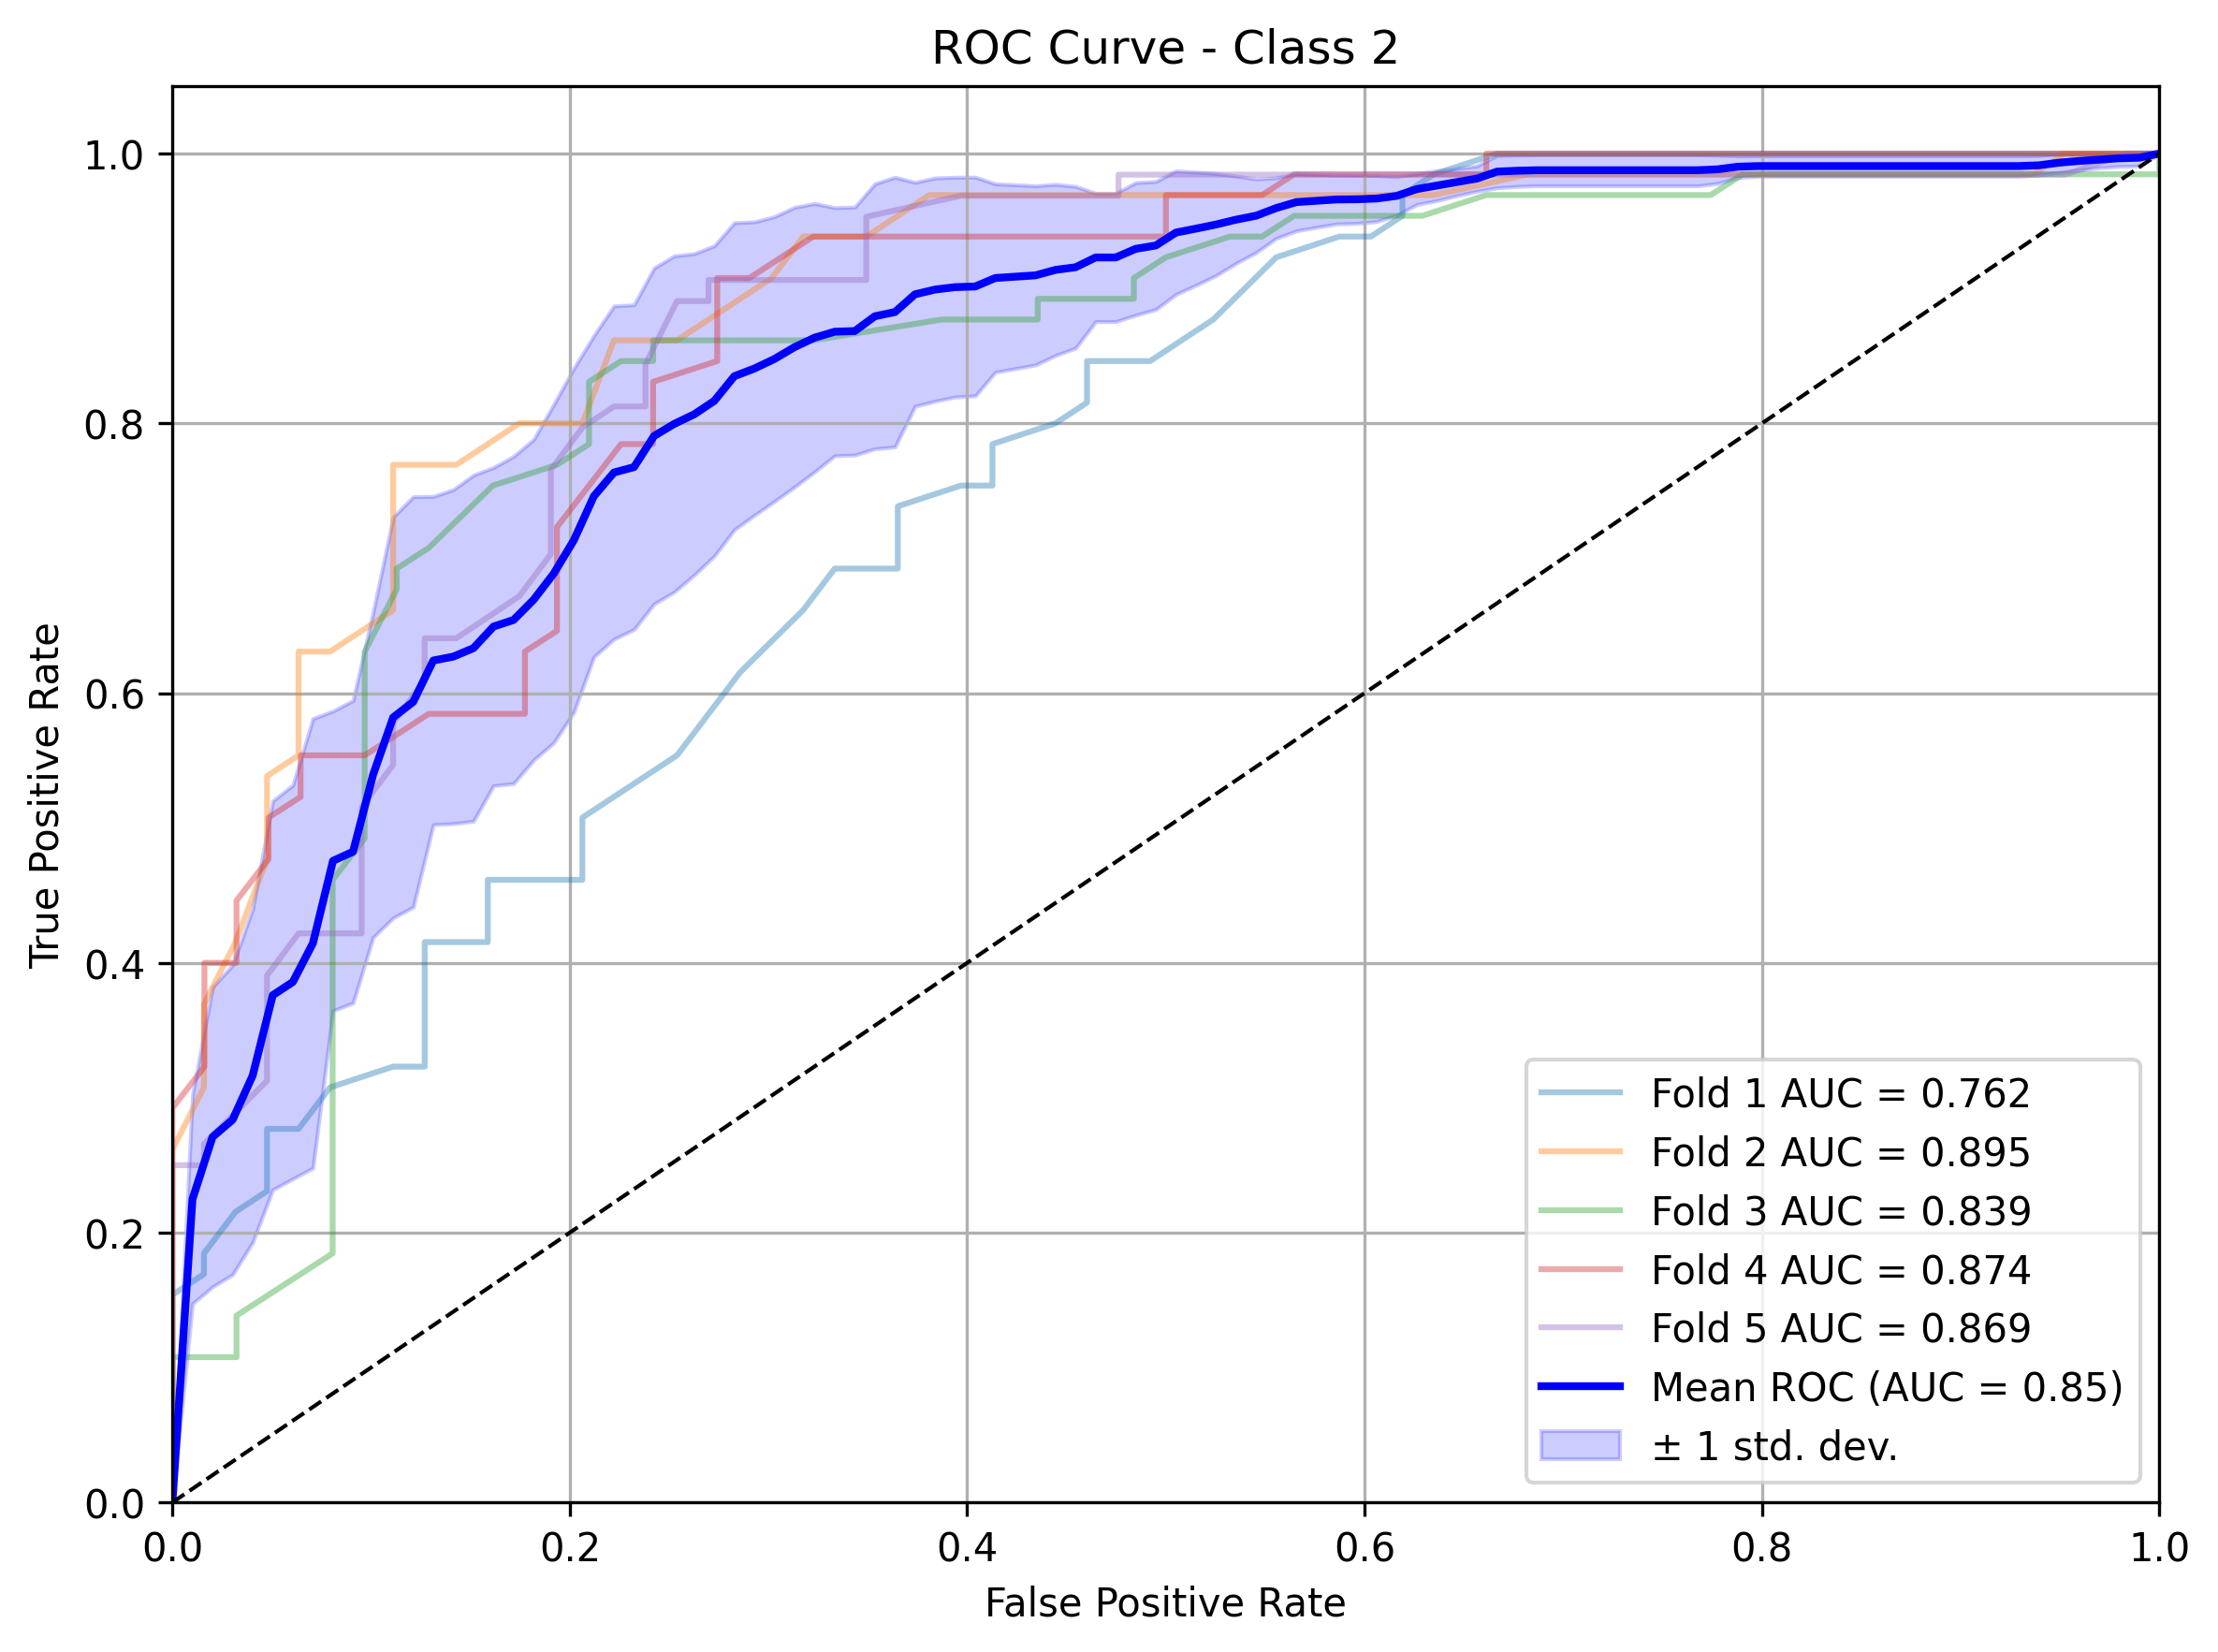 ROC Curve - Class 2
True Positive Rate
1.0
0.8
0.6
0.4
0.2
0.0
0.0 0.2 0.4 0.6 0.8 1.0
False Positive Rate
Fold 1 AUC = 0.762
Fold 2 AUC = 0.895
Fold 3 AUC = 0.839
Fold 4 AUC = 0.874
Fold 5 AUC = 0.869
Mean ROC (AUC = 0.85)
± 1 std. dev.